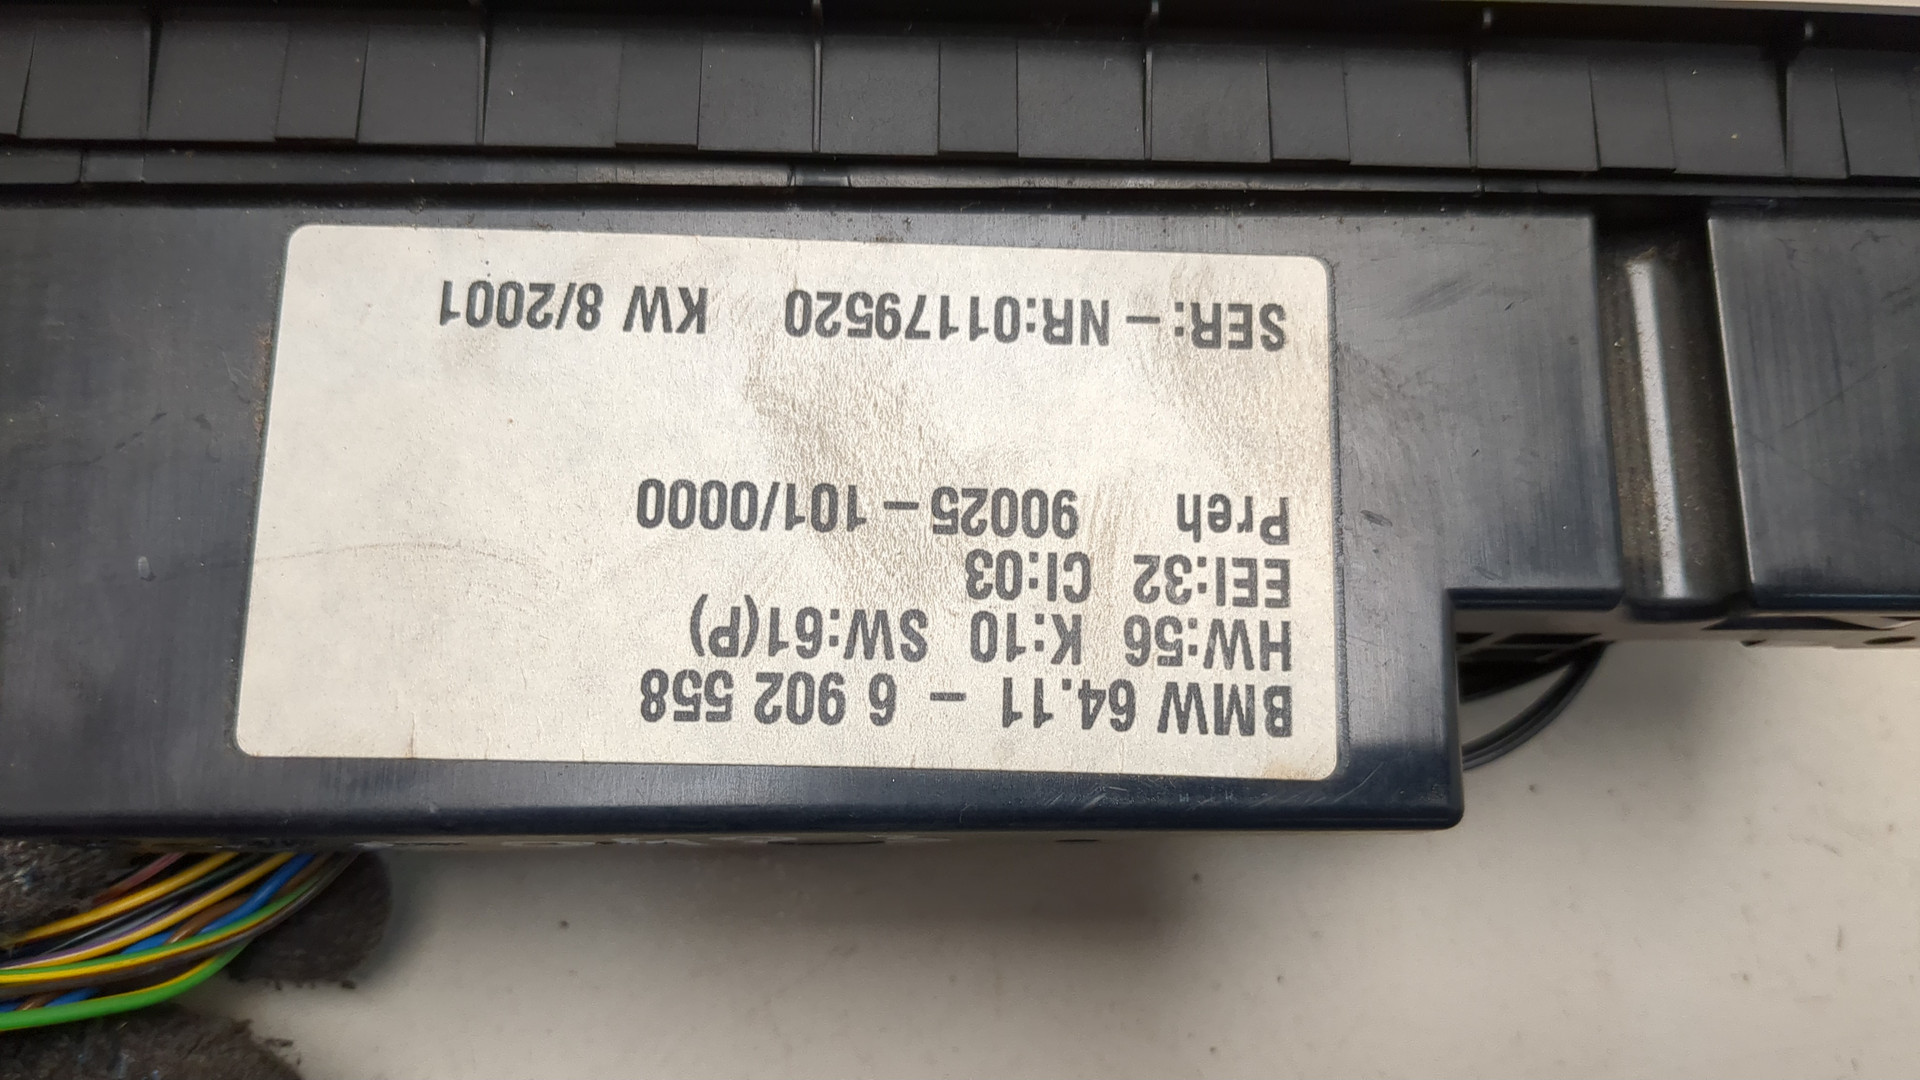 BMW 64.11 - 6 902 558
HW:56 K:10 SW:61(P)
EEI:32 CI:03
Preh 90025-101/0000
SER:-NR:01179520 KW 8/2001